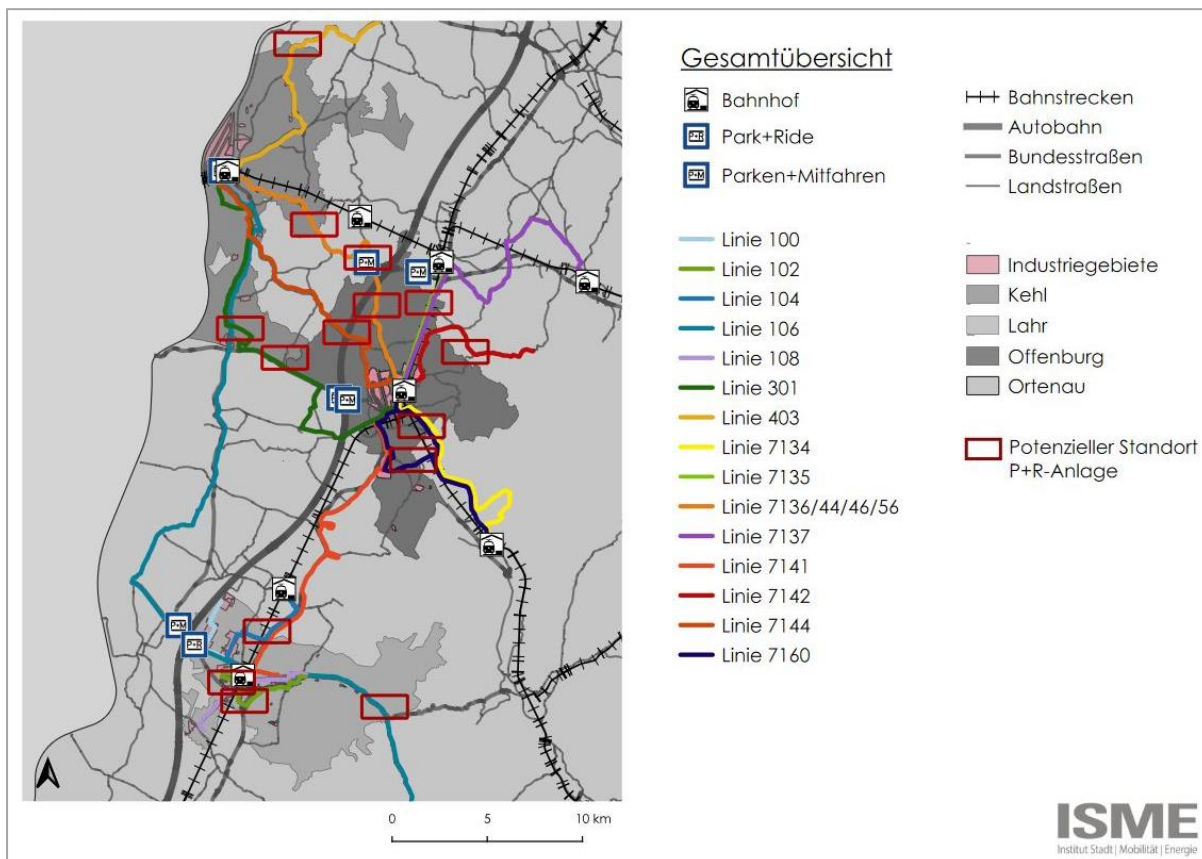 Gesamtübersicht
Bahnhof
Park+Ride
Parken+Mitfahren
Linie 100
Linie 102
Linie 104
Linie 106
Linie 108
Linie 301
Linie 403
Linie 7134
Linie 7135
Linie 7136/44/46/56
Linie 7137
Linie 7141
Linie 7142
Linie 7144
Linie 7160
Bahnstrecken
Autobahn
Bundesstraßen
Landstraßen
Industriegebiete
Kehl
Lahr
Offenburg
Ortenau
Potenzieller Standort
P+R-Anlage
P+R
P+M
P+M
P+M
P+M
P+M
P+R
0 5 10 km
ISME
Institut Stadt | Mobilität | Energie